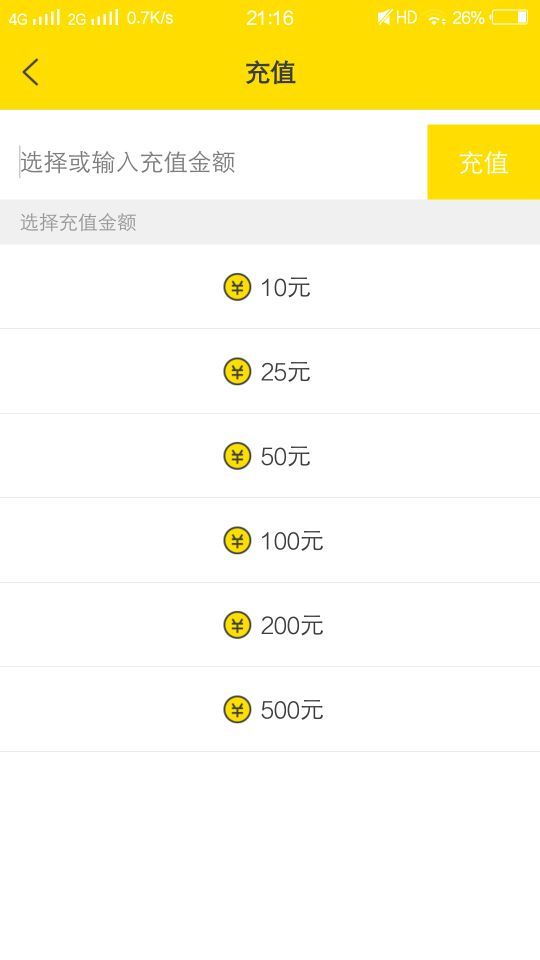 4G 2G 0.7K/s 21:16 HD 26%
充值
选择或输入充值金额 充值
选择充值金额
¥ 10元
¥ 25元
¥ 50元
¥ 100元
¥ 200元
¥ 500元